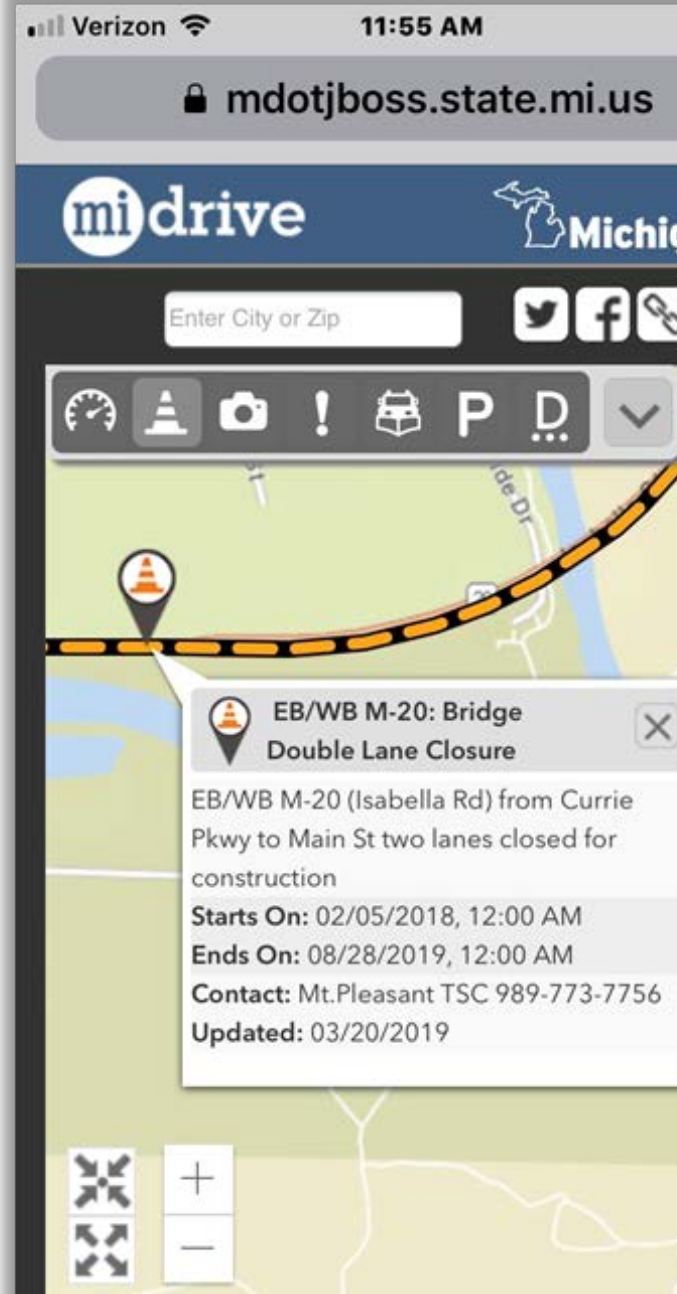 Verizon 11:55 AM
mdotjboss.state.mi.us
mi drive
Enter City or Zip
P D
EB/WB M-20: Bridge
Double Lane Closure
EB/WB M-20 (Isabella Rd) from Currie
Pkwy to Main St two lanes closed for
construction
Starts On: 02/05/2018, 12:00 AM
Ends On: 08/28/2019, 12:00 AM
Contact: Mt.Pleasant TSC 989-773-7756
Updated: 03/20/2019